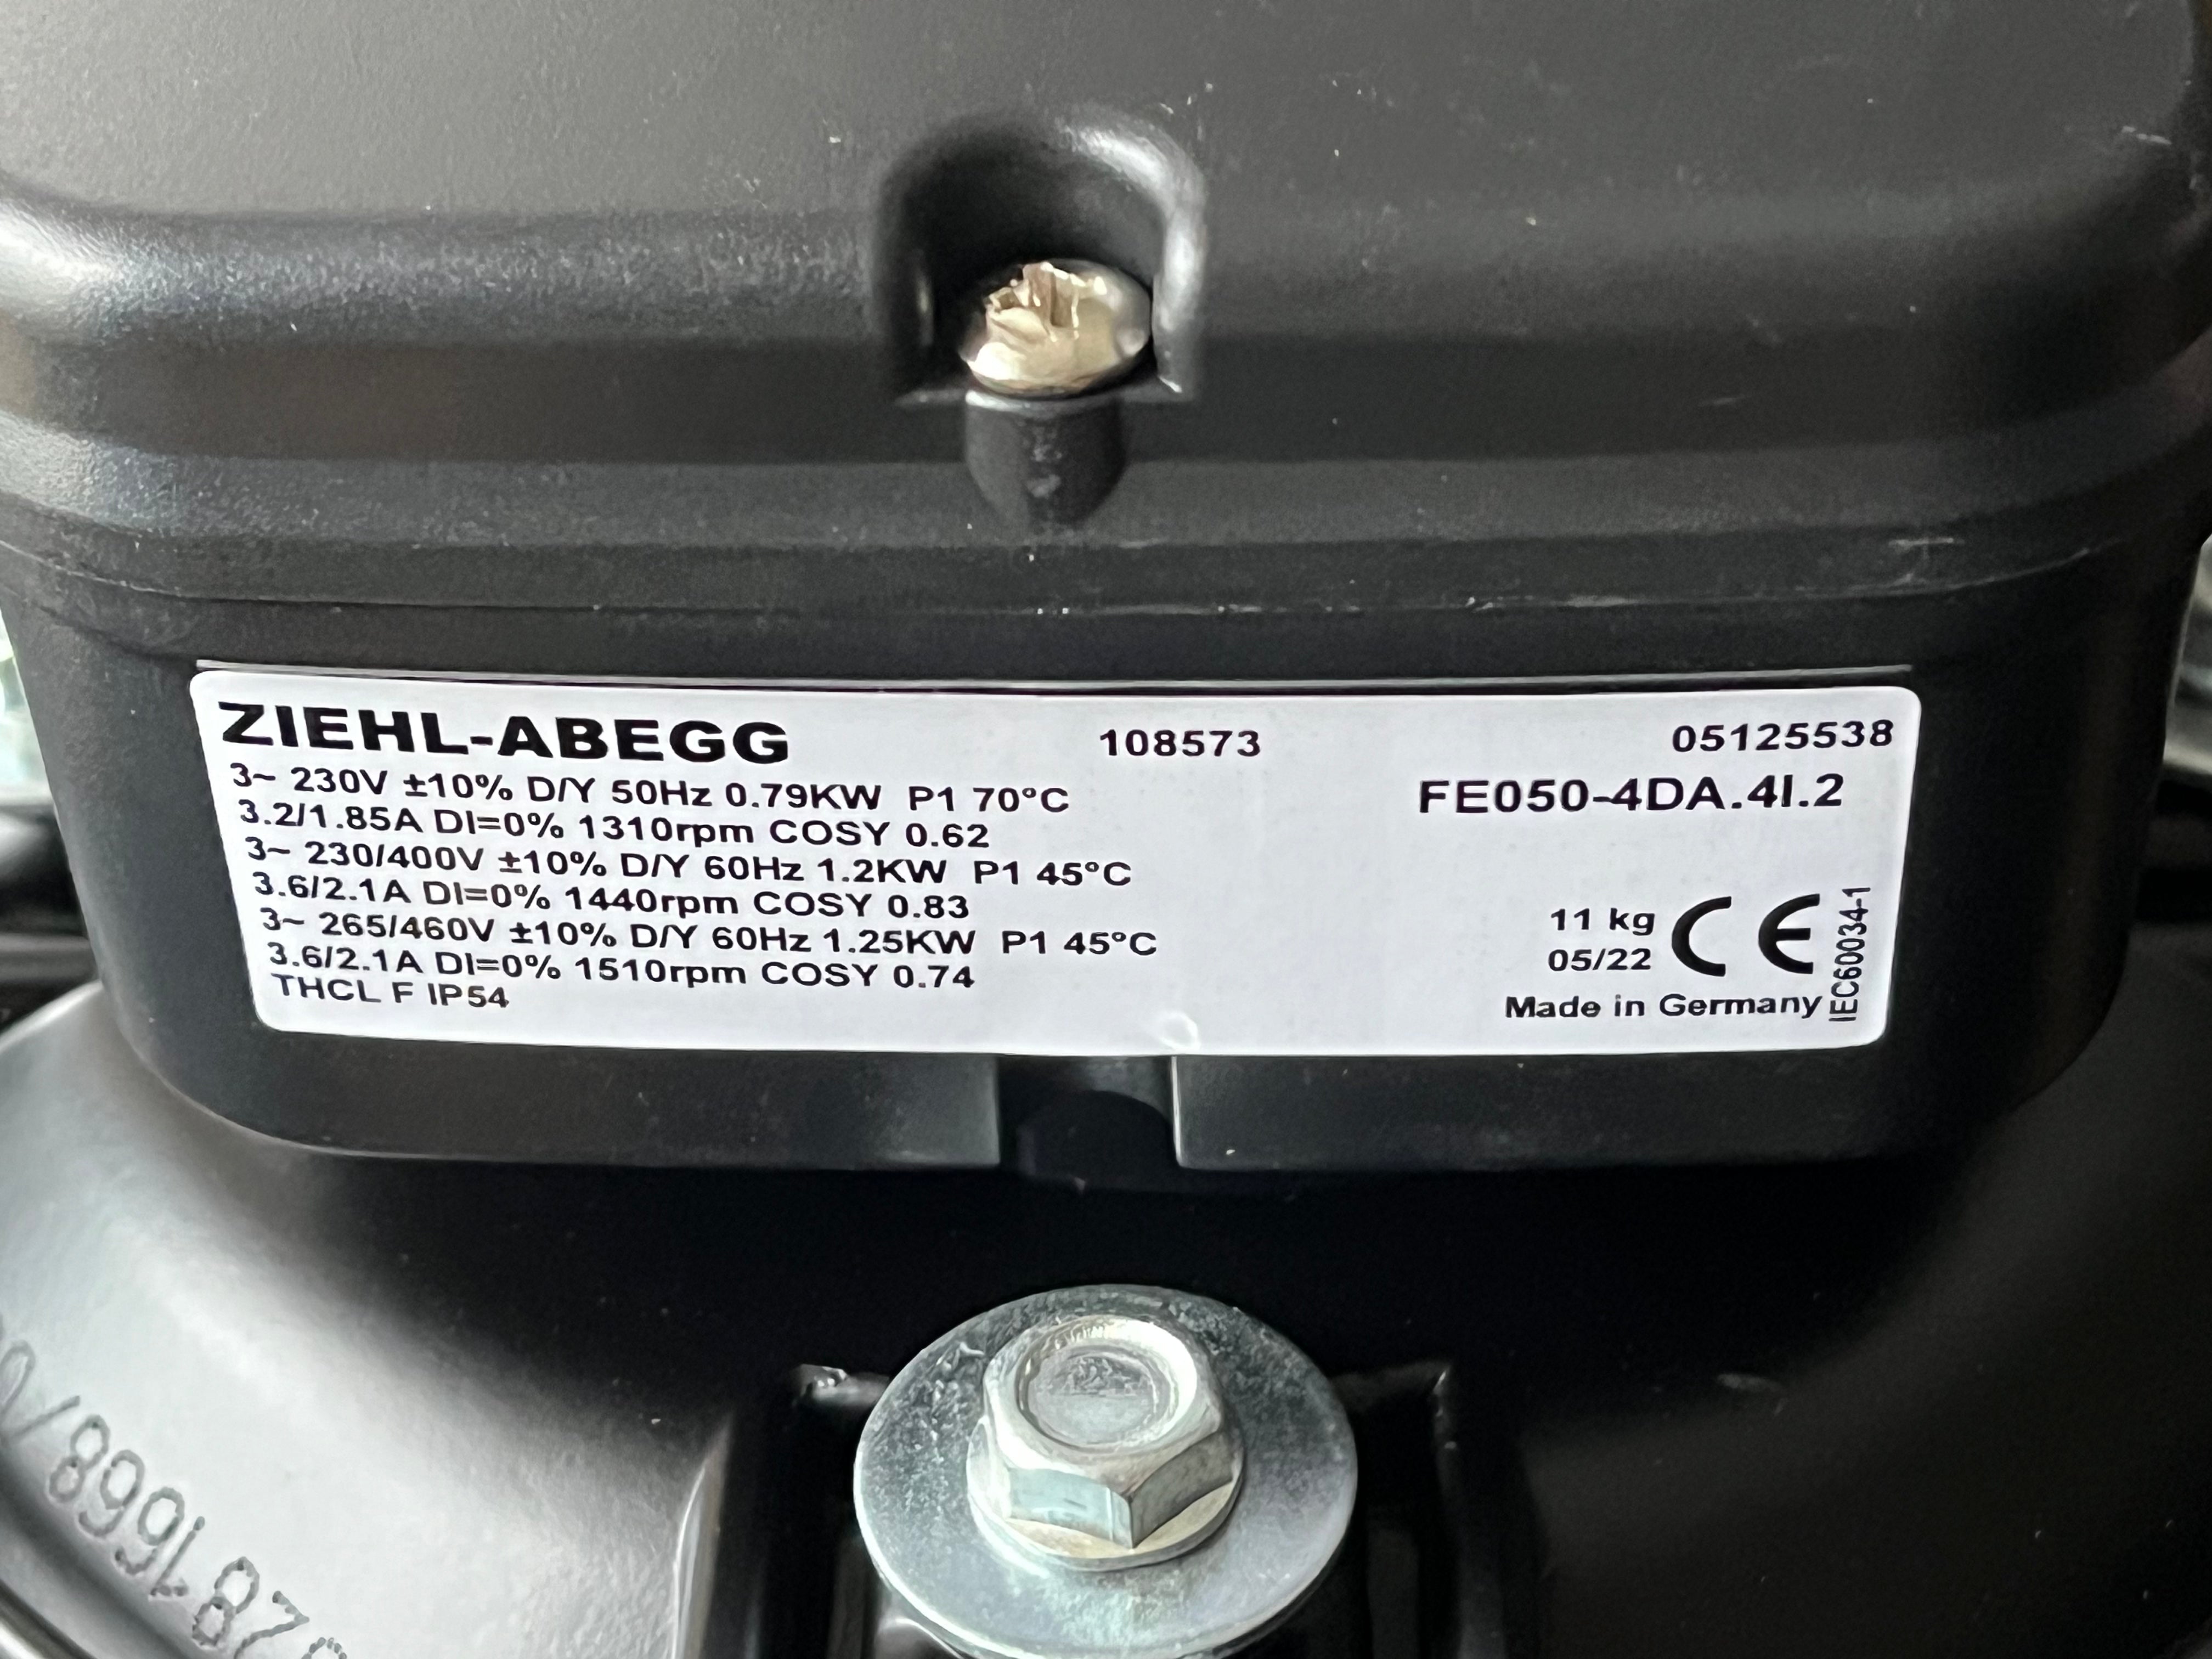 ZIEHL-ABEGG 108573 05125538
3~ 230V ±10% D/Y 50Hz 0.79KW P1 70°C
FE050-4DA.4I.2
3.2/1.85A DI=0% 1310rpm COSY 0.62
3~ 230/400V ±10% D/Y 60Hz 1.2KW P1 45°C
3.6/2.1A DI=0% 1440rpm COSY 0.83
3~ 265/460V ±10% D/Y 60Hz 1.25KW P1 45°C
3.6/2.1A DI=0% 1510rpm COSY 0.74
THCL F IP54
11 kg
05/22
CE
IEC60034-1
Made in Germany